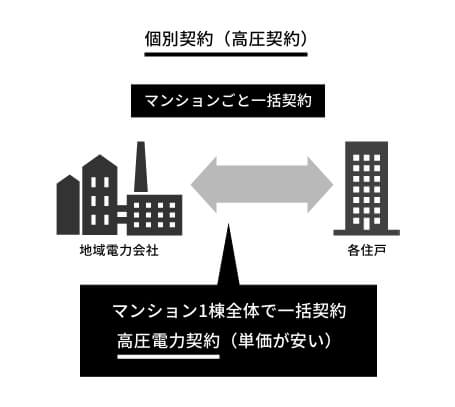 個別契約（高圧契約）
マンションごと一括契約
地域電力会社
各住戸
マンション1棟全体で一括契約
高圧電力契約（単価が安い）